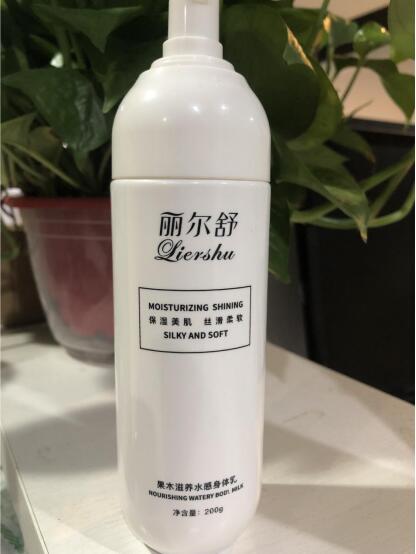 丽尔舒
Liershu
MOISTURIZING SHINING
保湿美肌 丝滑柔软
SILKY AND SOFT
果木滋养水感身体乳
NOURISHING WATERY BODY MILK
净含量：200g